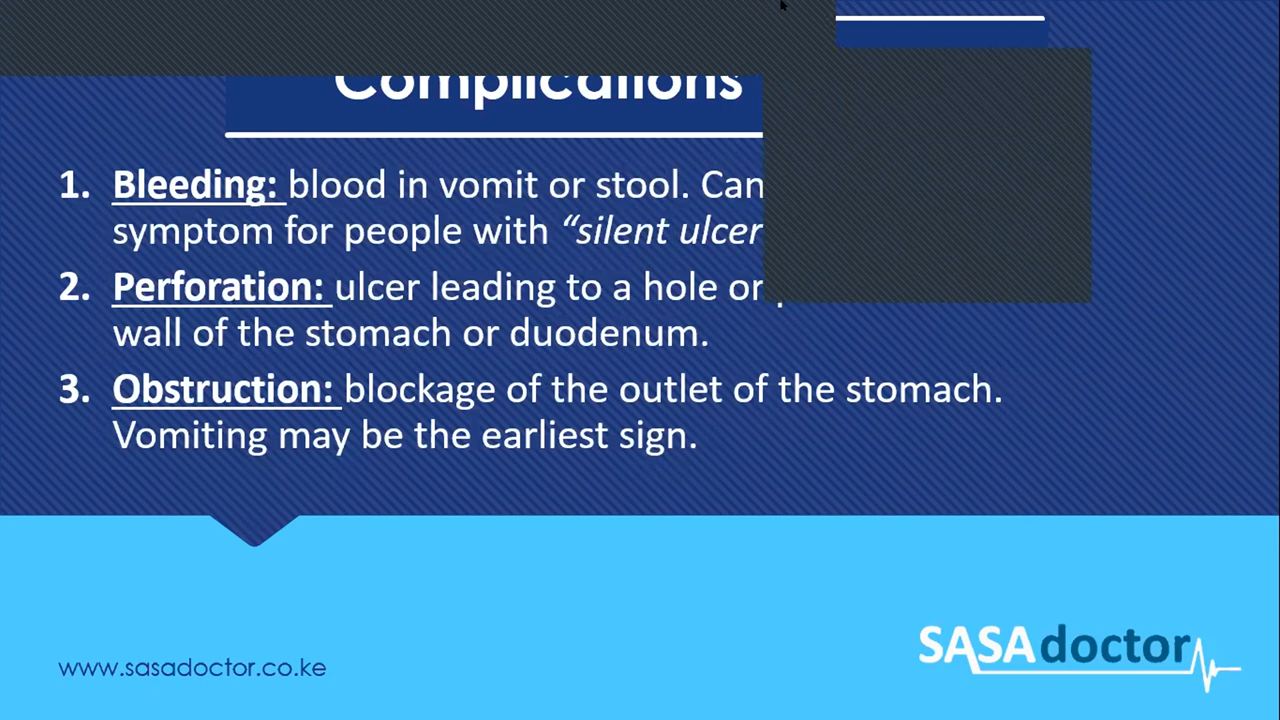 Complications
1. Bleeding: blood in vomit or stool. Can
symptom for people with “silent ulcer
2. Perforation: ulcer leading to a hole or
wall of the stomach or duodenum.
3. Obstruction: blockage of the outlet of the stomach.
Vomiting may be the earliest sign.
www.sasadoctor.co.ke
SASAdoctor